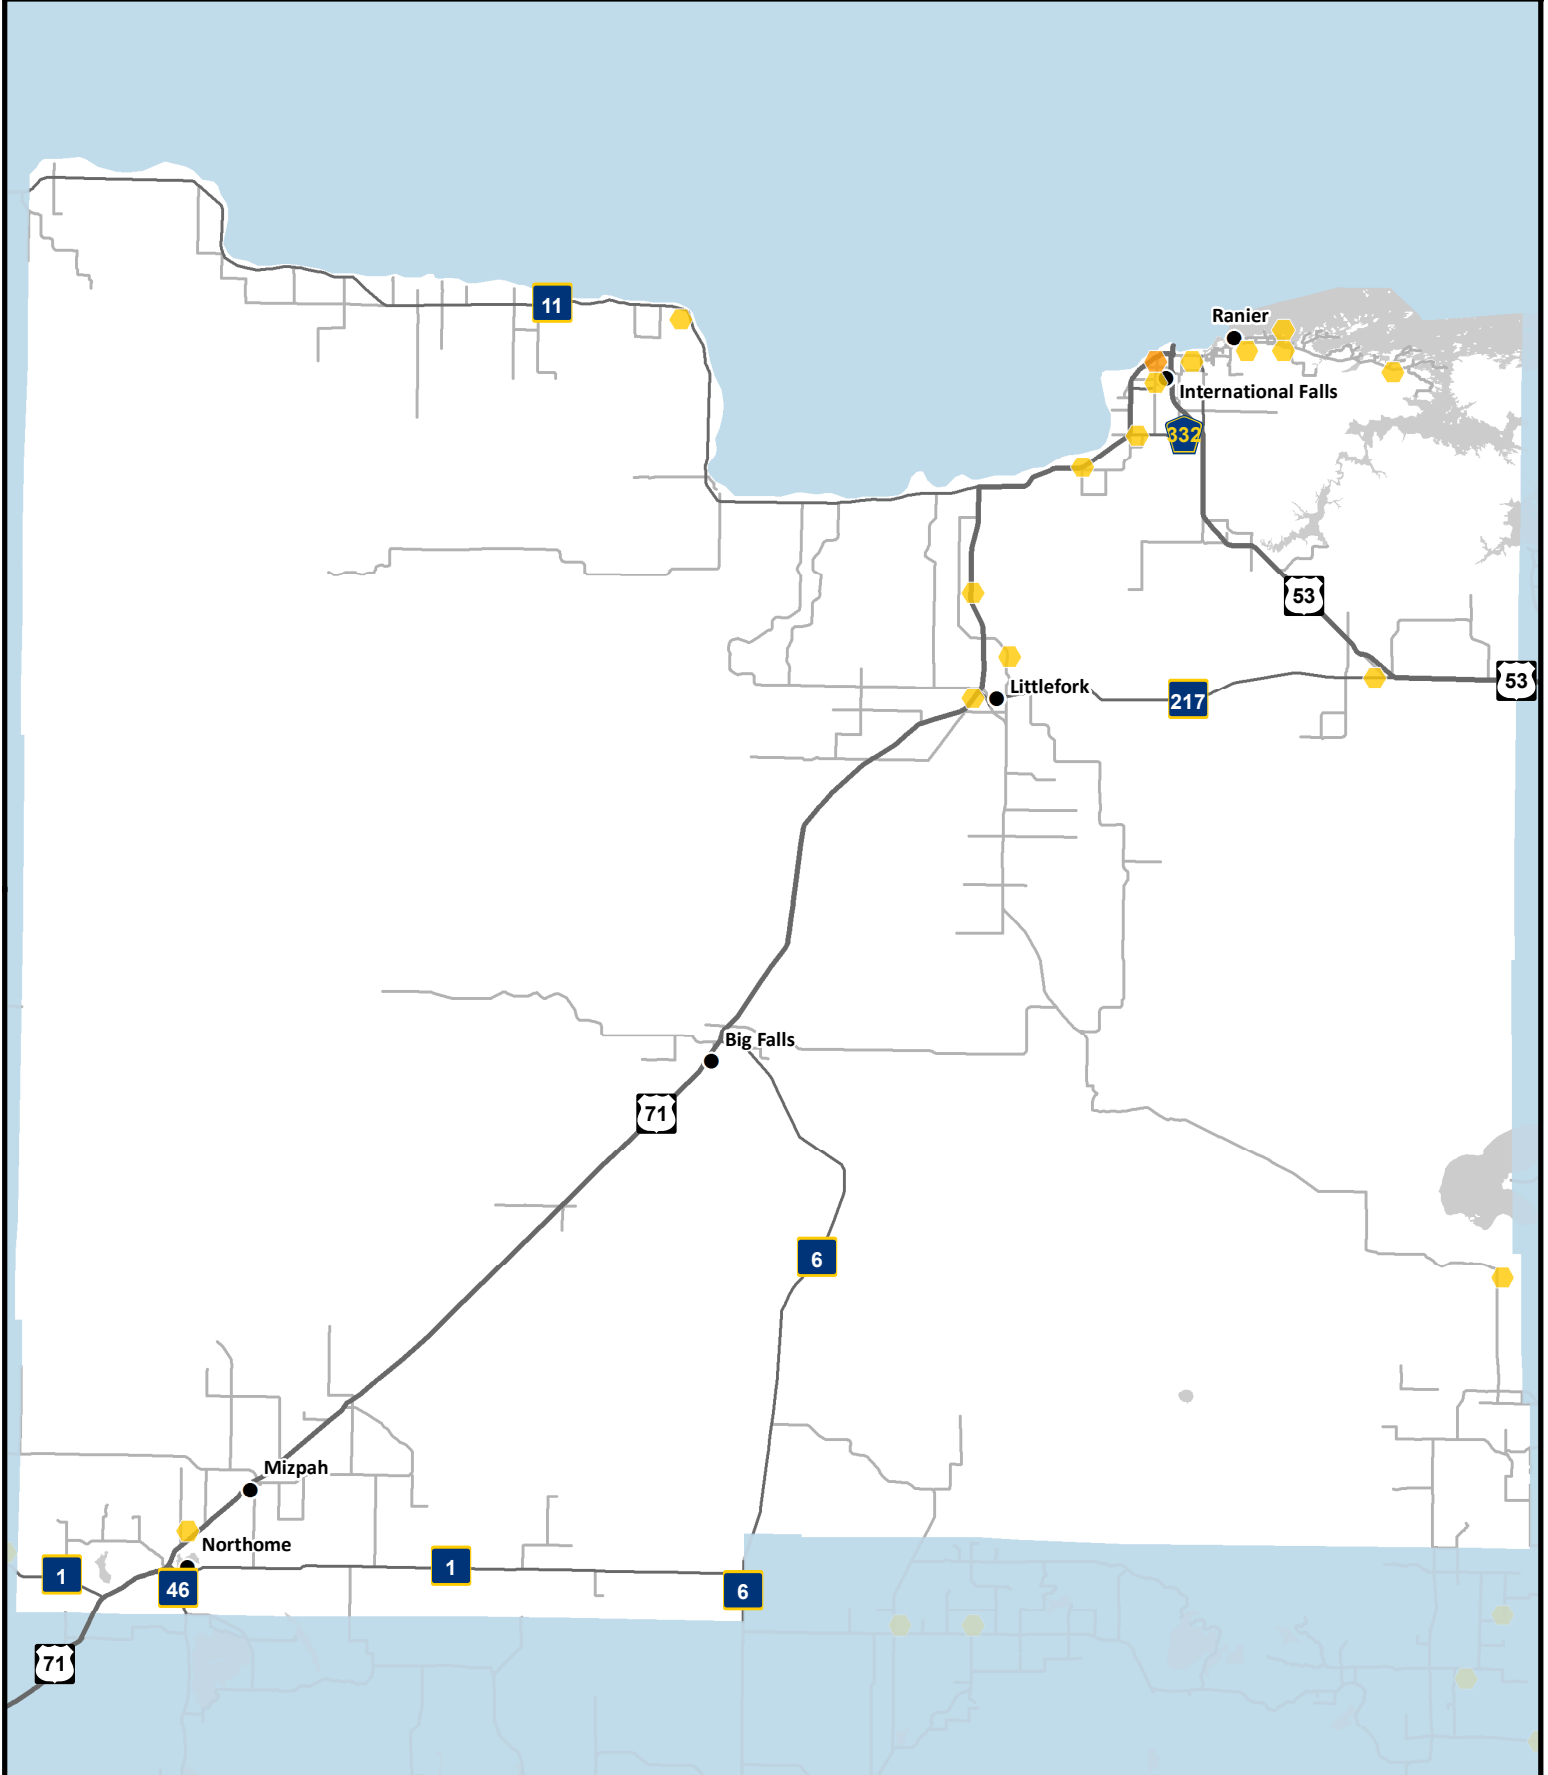 11
Ranier
International Falls
332
53
Littlefork
53
217
Big Falls
71
6
Mizpah
Northome
1
1
46
6
71